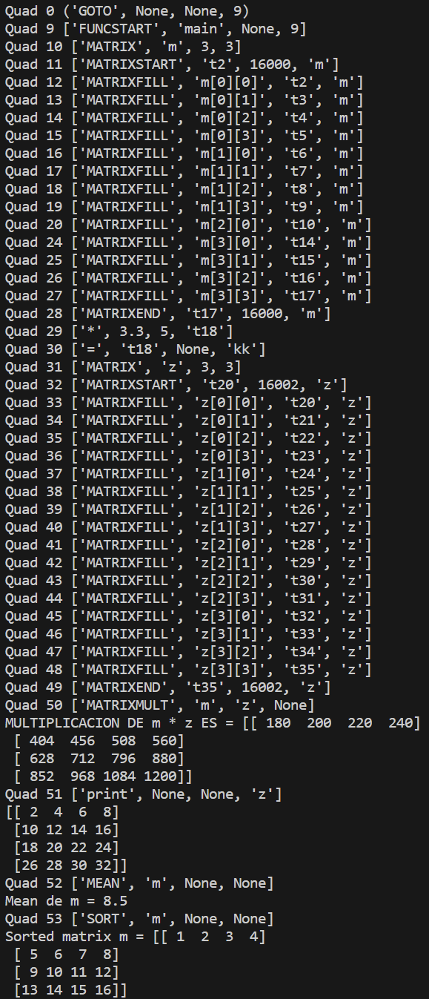 Quad 0 ('GOTO', None, None, 9)
Quad 9 ['FUNCSTART', 'main', None, 9]
Quad 10 ['MATRIX', 'm', 3, 3]
Quad 11 ['MATRIXSTART', 't2', 16000, 'm']
Quad 12 ['MATRIXFILL', 'm[0][0]', 't2', 'm']
Quad 13 ['MATRIXFILL', 'm[0][1]', 't3', 'm']
Quad 14 ['MATRIXFILL', 'm[0][2]', 't4', 'm']
Quad 15 ['MATRIXFILL', 'm[0][3]', 't5', 'm']
Quad 16 ['MATRIXFILL', 'm[1][0]', 't6', 'm']
Quad 17 ['MATRIXFILL', 'm[1][1]', 't7', 'm']
Quad 18 ['MATRIXFILL', 'm[1][2]', 't8', 'm']
Quad 19 ['MATRIXFILL', 'm[1][3]', 't9', 'm']
Quad 20 ['MATRIXFILL', 'm[2][0]', 't10', 'm']
Quad 24 ['MATRIXFILL', 'm[3][0]', 't14', 'm']
Quad 25 ['MATRIXFILL', 'm[3][1]', 't15', 'm']
Quad 26 ['MATRIXFILL', 'm[3][2]', 't16', 'm']
Quad 27 ['MATRIXFILL', 'm[3][3]', 't17', 'm']
Quad 28 ['MATRIXEND', 't17', 16000, 'm']
Quad 29 ['*', 3.3, 5, 't18']
Quad 30 ['=', 't18', None, 'kk']
Quad 31 ['MATRIX', 'z', 3, 3]
Quad 32 ['MATRIXSTART', 't20', 16002, 'z']
Quad 33 ['MATRIXFILL', 'z[0][0]', 't20', 'z']
Quad 34 ['MATRIXFILL', 'z[0][1]', 't21', 'z']
Quad 35 ['MATRIXFILL', 'z[0][2]', 't22', 'z']
Quad 36 ['MATRIXFILL', 'z[0][3]', 't23', 'z']
Quad 37 ['MATRIXFILL', 'z[1][0]', 't24', 'z']
Quad 38 ['MATRIXFILL', 'z[1][1]', 't25', 'z']
Quad 39 ['MATRIXFILL', 'z[1][2]', 't26', 'z']
Quad 40 ['MATRIXFILL', 'z[1][3]', 't27', 'z']
Quad 41 ['MATRIXFILL', 'z[2][0]', 't28', 'z']
Quad 42 ['MATRIXFILL', 'z[2][1]', 't29', 'z']
Quad 43 ['MATRIXFILL', 'z[2][2]', 't30', 'z']
Quad 44 ['MATRIXFILL', 'z[2][3]', 't31', 'z']
Quad 45 ['MATRIXFILL', 'z[3][0]', 't32', 'z']
Quad 46 ['MATRIXFILL', 'z[3][1]', 't33', 'z']
Quad 47 ['MATRIXFILL', 'z[3][2]', 't34', 'z']
Quad 48 ['MATRIXFILL', 'z[3][3]', 't35', 'z']
Quad 49 ['MATRIXEND', 't35', 16002, 'z']
Quad 50 ['MATRIXMULT', 'm', 'z', None]
MULTIPLICACION DE m * z ES = [[ 180  200  220  240]
 [ 404  456  508  560]
 [ 628  712  796  880]
 [ 852  968 1084 1200]]
Quad 51 ['print', None, None, 'z']
[[ 2  4  6  8]
 [10 12 14 16]
 [18 20 22 24]
 [26 28 30 32]]
Quad 52 ['MEAN', 'm', None, None]
Mean de m = 8.5
Quad 53 ['SORT', 'm', None, None]
Sorted matrix m = [[ 1  2  3  4]
 [ 5  6  7  8]
 [ 9 10 11 12]
 [13 14 15 16]]